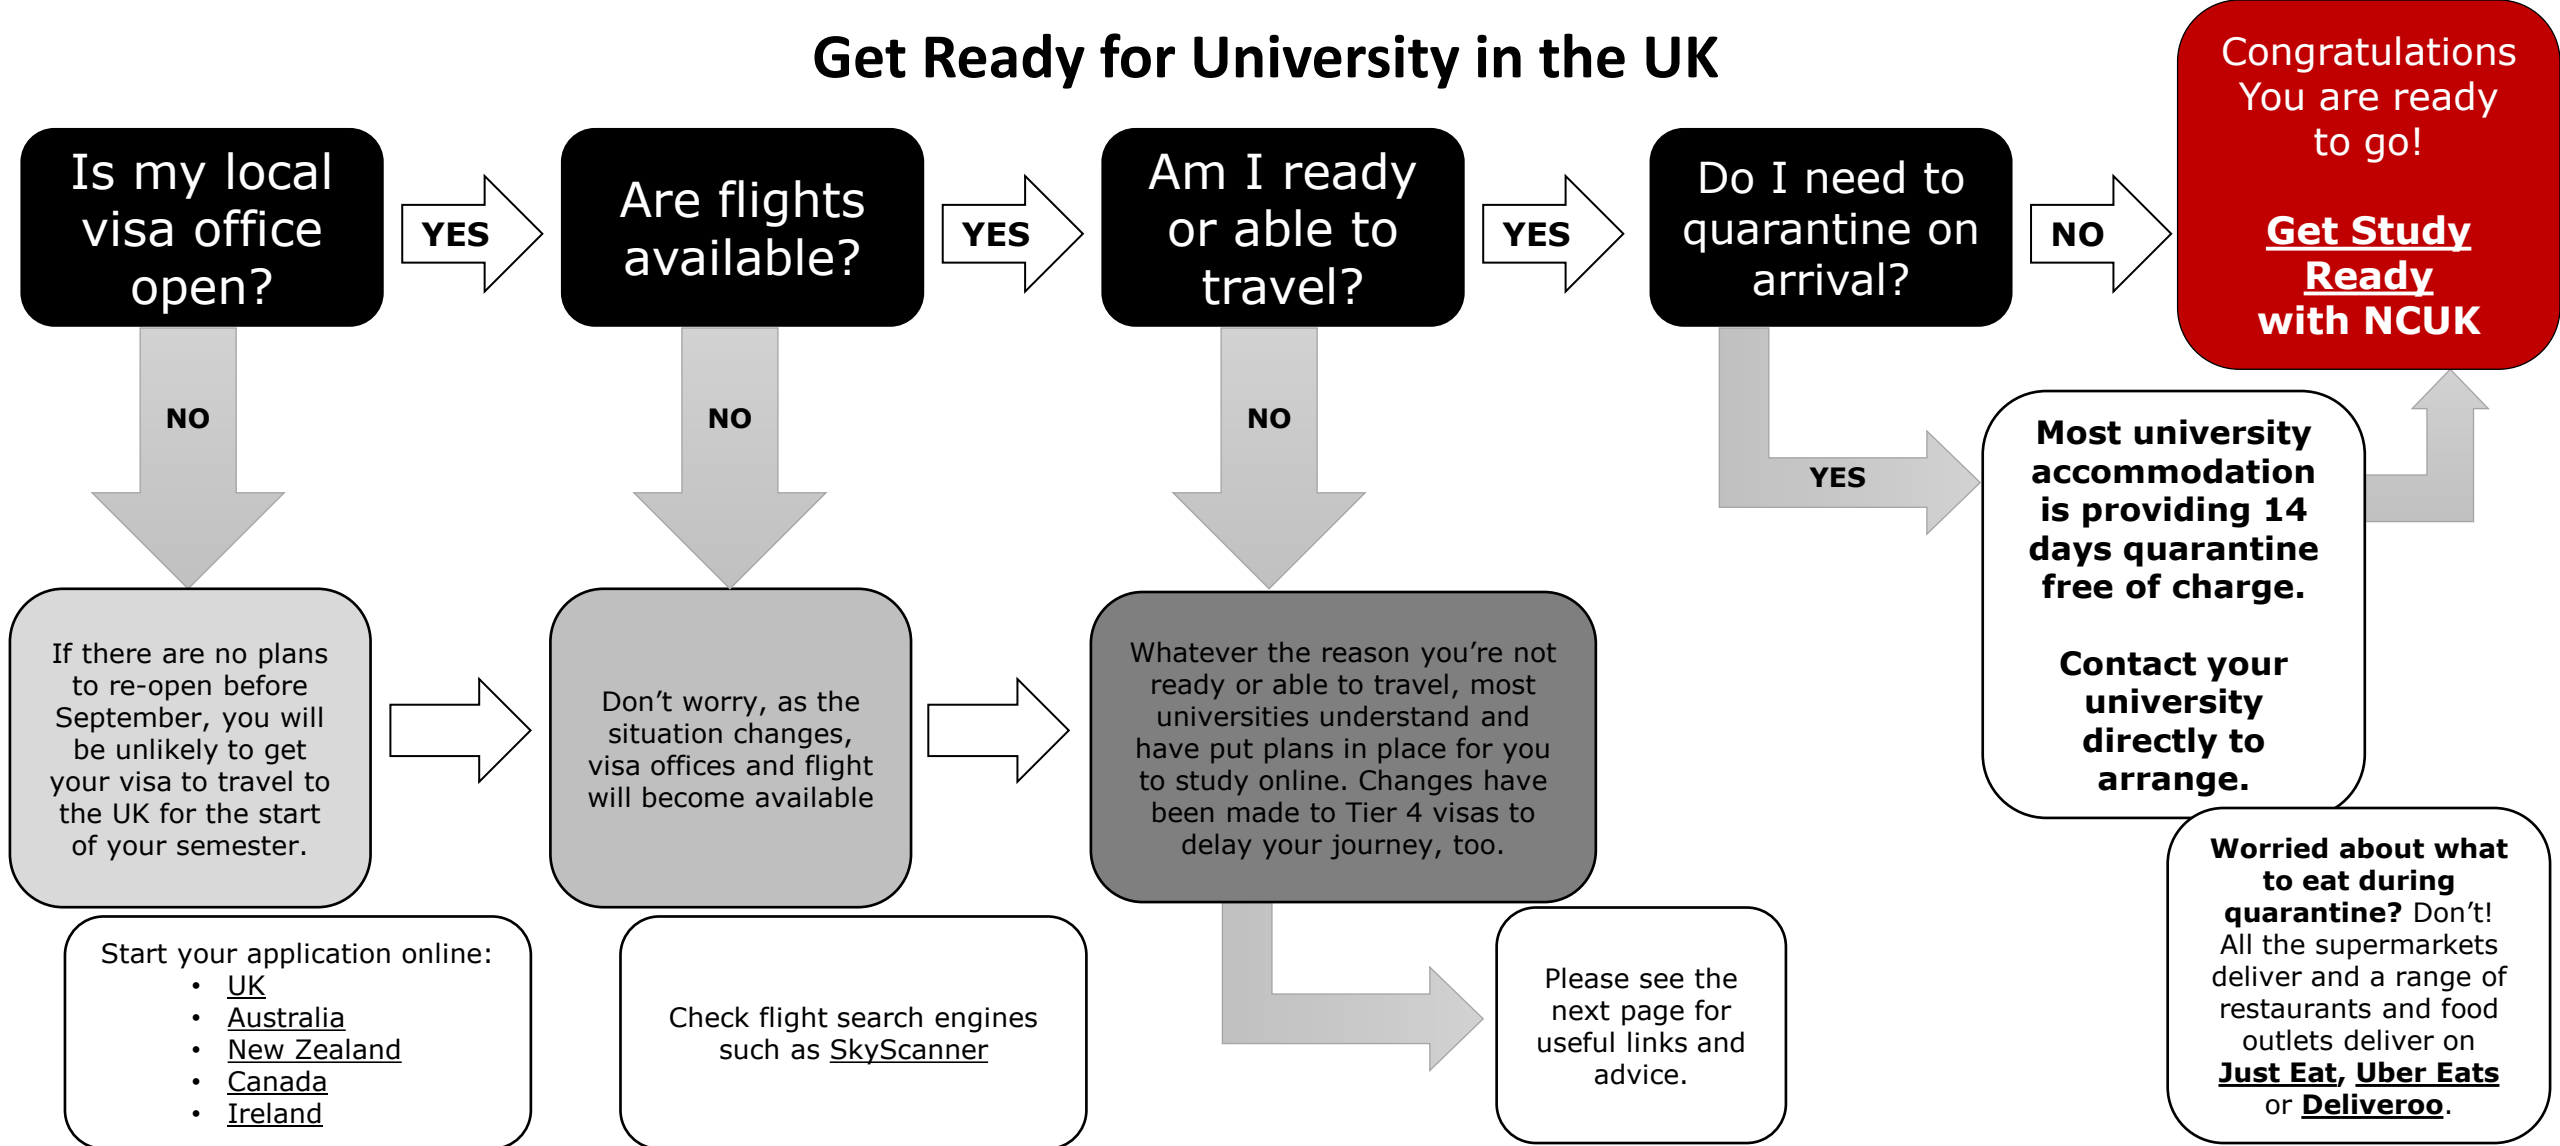 Get Ready for University in the UK
Is my local
visa office
open?
YES
Are flights
available?
YES
Am I ready
or able to
travel?
YES
Do I need to
quarantine on
arrival?
NO
Congratulations
You are ready
to go!
Get Study
Ready
with NCUK
NO
NO
NO
YES
Most university
accommodation
is providing 14
days quarantine
free of charge.
Contact your
university
directly to
arrange.
If there are no plans
to re-open before
September, you will
be unlikely to get
your visa to travel to
the UK for the start
of your semester.
Don’t worry, as the
situation changes,
visa offices and flight
will become available
Whatever the reason you’re not
ready or able to travel, most
universities understand and
have put plans in place for you
to study online. Changes have
been made to Tier 4 visas to
delay your journey, too.
Start your application online:
• UK
• Australia
• New Zealand
• Canada
• Ireland
Check flight search engines
such as SkyScanner
Please see the
next page for
useful links and
advice.
Worried about what
to eat during
quarantine? Don’t!
All the supermarkets
deliver and a range of
restaurants and food
outlets deliver on
Just Eat, Uber Eats
or Deliveroo.